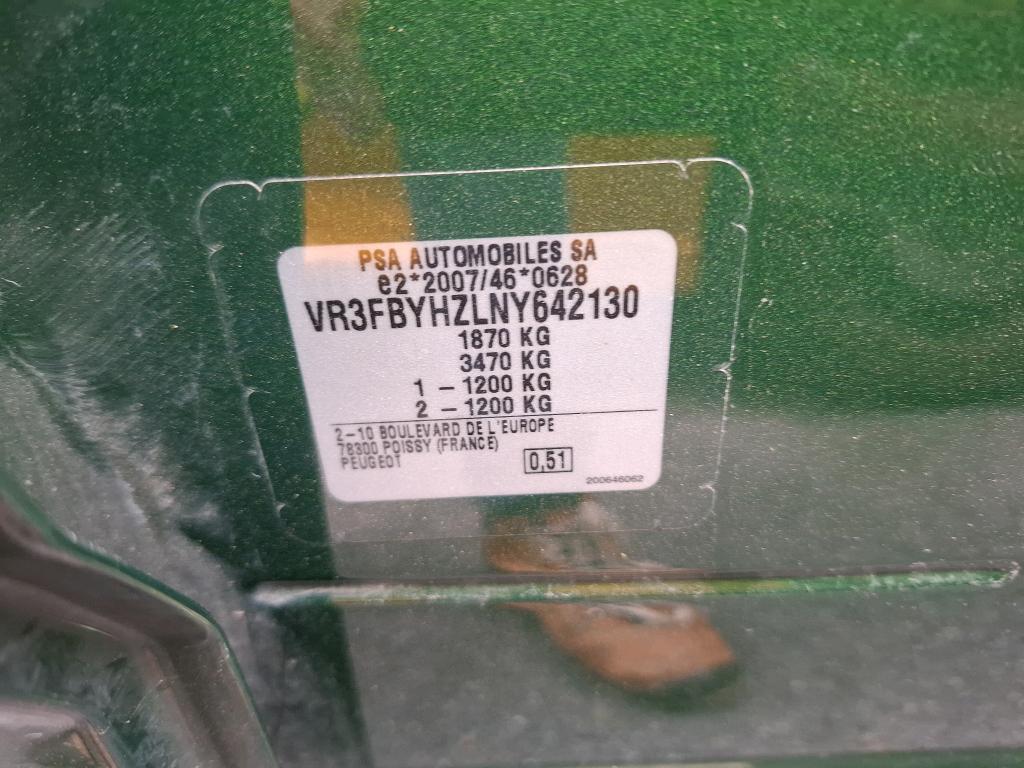 PSA AUTOMOBILES SA
e2*2007/46*0628
VR3FBYHZLNY642130
1870 KG
3470 KG
1 - 1200 KG
2 - 1200 KG
2-10 BOULEVARD DE L'EUROPE
78300 POISSY (FRANCE)
PEUGEOT
0,51
200646062